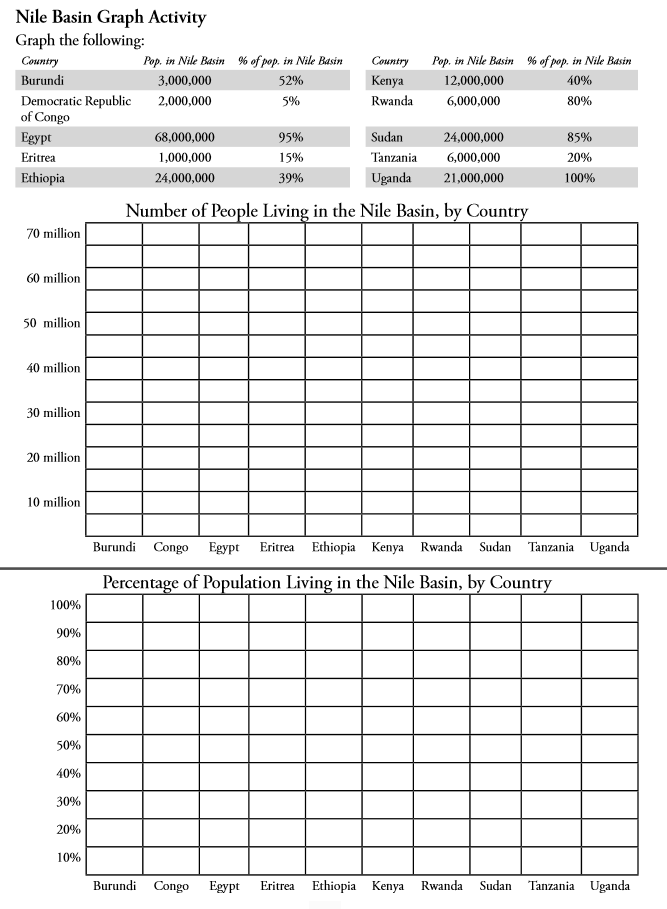 Nile Basin Graph Activity
Graph the following:
Country Pop. in Nile Basin % of pop. in Nile Basin
Burundi 3,000,000 52%
Democratic Republic
of Congo 2,000,000 5%
Egypt 68,000,000 95%
Eritrea 1,000,000 15%
Ethiopia 24,000,000 39%
Country Pop. in Nile Basin % of pop. in Nile Basin
Kenya 12,000,000 40%
Rwanda 6,000,000 80%
Sudan 24,000,000 85%
Tanzania 6,000,000 20%
Uganda 21,000,000 100%
Number of People Living in the Nile Basin, by Country
70 million
60 million
50 million
40 million
30 million
20 million
10 million
Burundi Congo Egypt Eritrea Ethiopia Kenya Rwanda Sudan Tanzania Uganda
Percentage of Population Living in the Nile Basin, by Country
100%
90%
80%
70%
60%
50%
40%
30%
20%
10%
Burundi Congo Egypt Eritrea Ethiopia Kenya Rwanda Sudan Tanzania Uganda